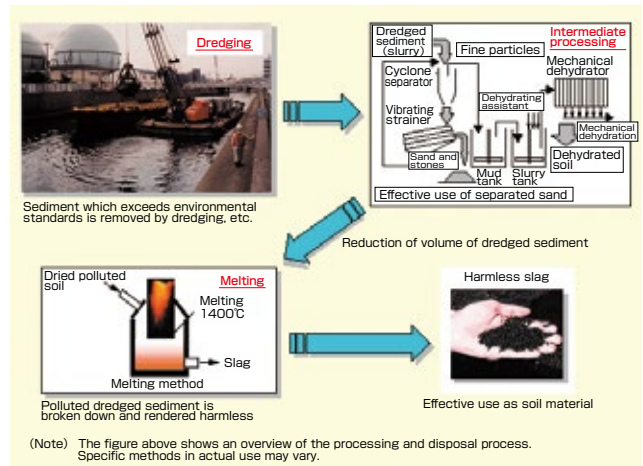 Dredging
Sediment which exceeds environmental
standards is removed by dredging, etc.
Intermediate
processing
Dredged
sediment
(slurry)
Fine particles
Cyclone
separator
Mechanical
dehydrator
Vibrating
strainer
Dehydrating
assistant
Mechanical
dehydration
Sand and
stones
Mud
tank
Slurry
tank
Dehydrated
soil
Effective use of separated sand
Reduction of volume of dredged sediment
Dried polluted
soil
Melting
Melting
1400℃
Slag
Melting method
Polluted dredged sediment is
broken down and rendered harmless
Harmless slag
Effective use as soil material
(Note) The figure above shows an overview of the processing and disposal process.
Specific methods in actual use may vary.